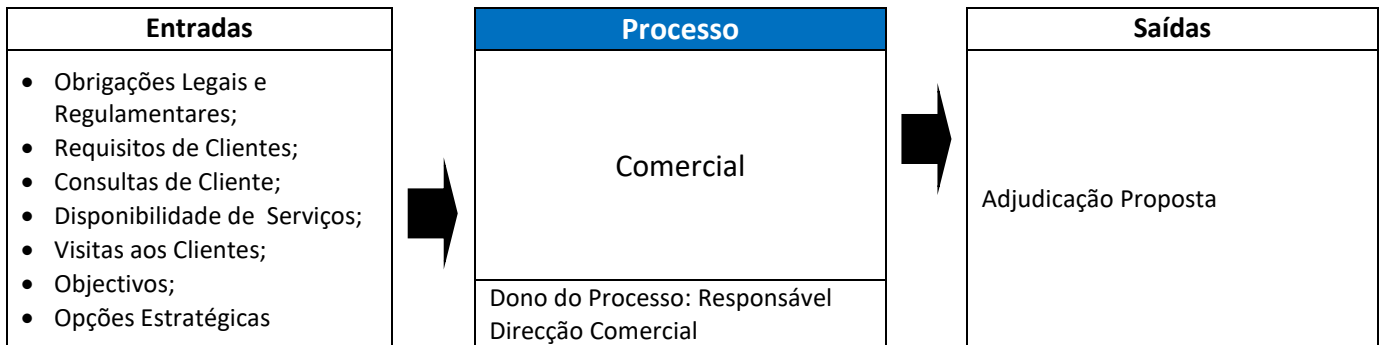 Entradas
• Obrigações Legais e
Regulamentares;
• Requisitos de Clientes;
• Consultas de Cliente;
• Disponibilidade de Serviços;
• Visitas aos Clientes;
• Objectivos;
• Opções Estratégicas
Processo
Comercial
Dono do Processo: Responsável
Direcção Comercial
Saídas
Adjudicação Proposta